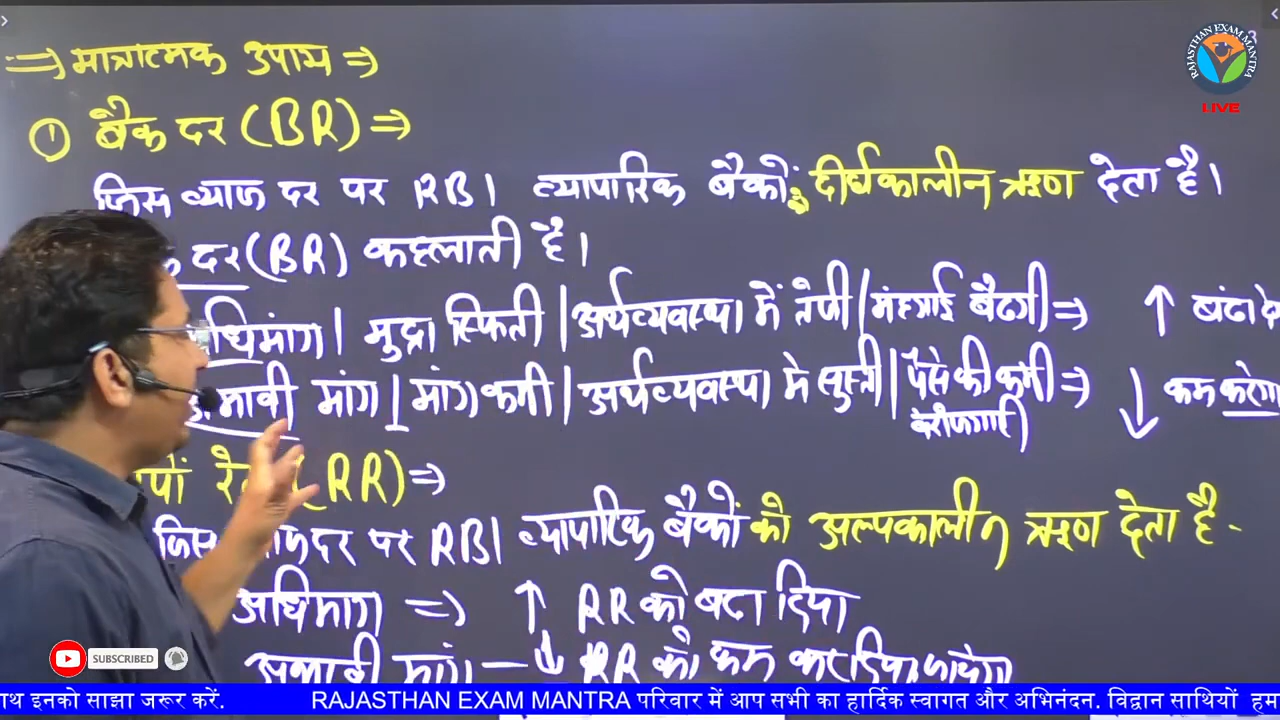 ⇒ मात्रात्मक उपाय ⇒
RAJASTHAN EXAM MANTRA
LIVE
① बैंक दर (BR) ⇒
जिस ब्याज दर पर RBI व्यापारिक बैंकों को दीर्घकालीन ऋण देता है।
दर (BR) कहलाती है।
धिमांग | मुद्रा स्फिती | अर्थव्यवस्था में तेजी | मंहगाई बैढगी ⇒ ↑ बढा दे
भावी मांग | मांग कमी | अर्थव्यवस्था मे सुस्ती | पैसे की कमी ⇒ ↓ कम करेगा
बेरोजगारी
पो रे (RR) ⇒
जिस दर पर RBI व्यापारिक बैंकों को अल्पकालीन ऋण देता है -
अधिमांग ⇒ ↑ RR को बढा दिया
अभावी मांग — ↓ RR को कम कर दिया जायेगा
SUBSCRIBED
ाथ इनको साझा जरूर करें. RAJASTHAN EXAM MANTRA परिवार में आप सभी का हार्दिक स्वागत और अभिनंदन. विद्वान साथियों हम